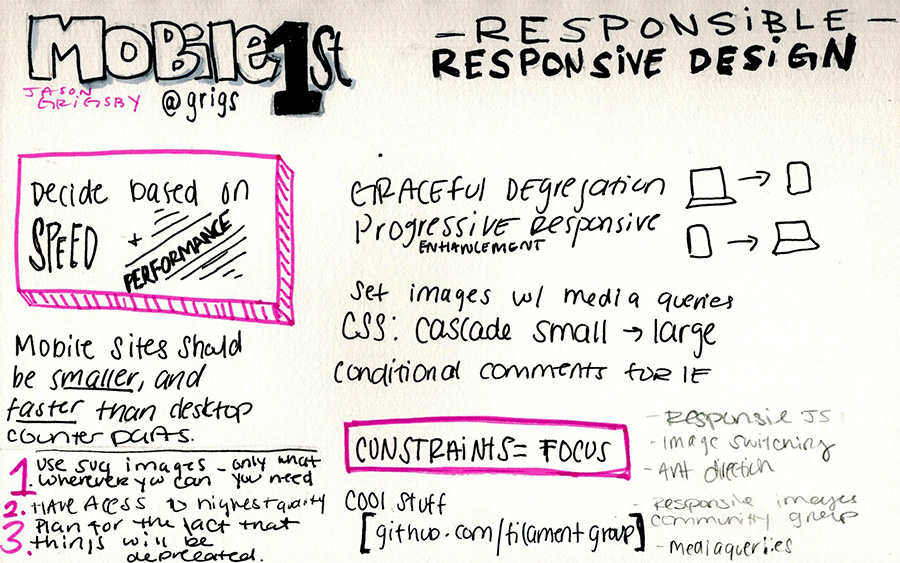 MOBile 1st
JASON GRIGSBY
@grigs
- RESPONSiBLE -
RESPONSiVE DESiGN
Decide based on
SPEED + PERFORMANCE
Mobile Sites Should
be smaller, and
faster than desktop
counter parts.
1. use svg images - only what
wherever you can you need
2. HAVE ACCESS to highest quality
3. Plan for the fact that
things will be
deprecated.
GRACEFUL DEGREGATION
Progressive Responsive
ENHANCEMENT
Set images w/ media queries
CSS: Cascade small → large
Conditional comments for IE
CONSTRAINTS = FOCUS
COOL Stuff
[github.com/filament group]
- Responsie JS
- Image switching
- Art direction
- Responsive images
community group
- mediaqueries